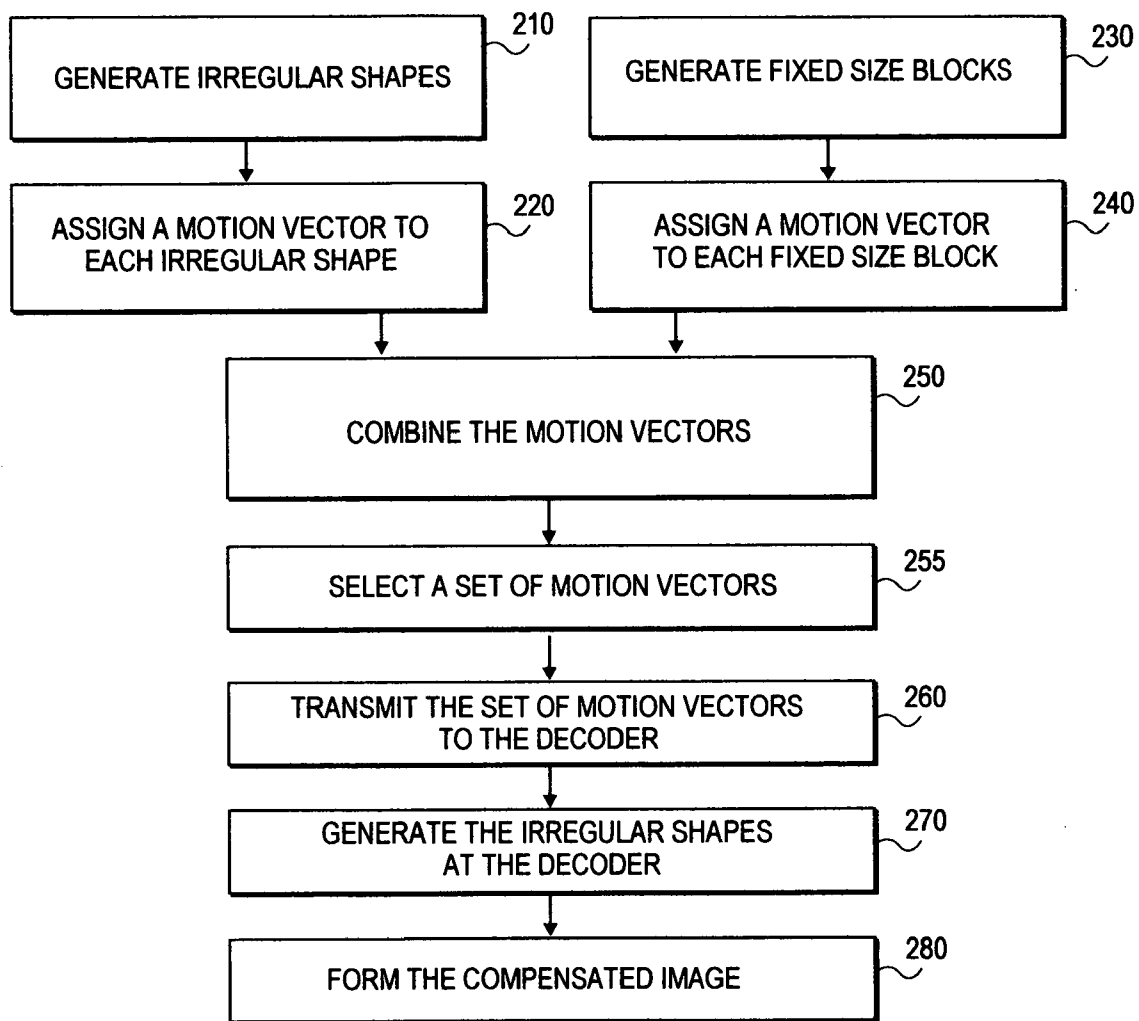 210
GENERATE IRREGULAR SHAPES
230
GENERATE FIXED SIZE BLOCKS
220
ASSIGN A MOTION VECTOR TO
EACH IRREGULAR SHAPE
240
ASSIGN A MOTION VECTOR
TO EACH FIXED SIZE BLOCK
250
COMBINE THE MOTION VECTORS
255
SELECT A SET OF MOTION VECTORS
260
TRANSMIT THE SET OF MOTION VECTORS
TO THE DECODER
270
GENERATE THE IRREGULAR SHAPES
AT THE DECODER
280
FORM THE COMPENSATED IMAGE